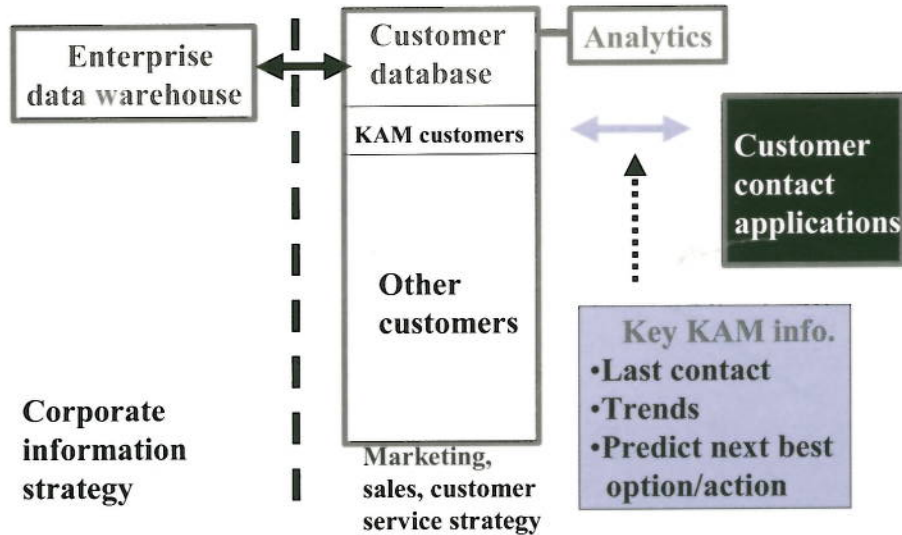 Enterprise
data warehouse
Customer
database
Analytics
KAM customers
Customer
contact
applications
Other
customers
Key KAM info.
•Last contact
•Trends
•Predict next best
option/action
Corporate
information
strategy
Marketing,
sales, customer
service strategy